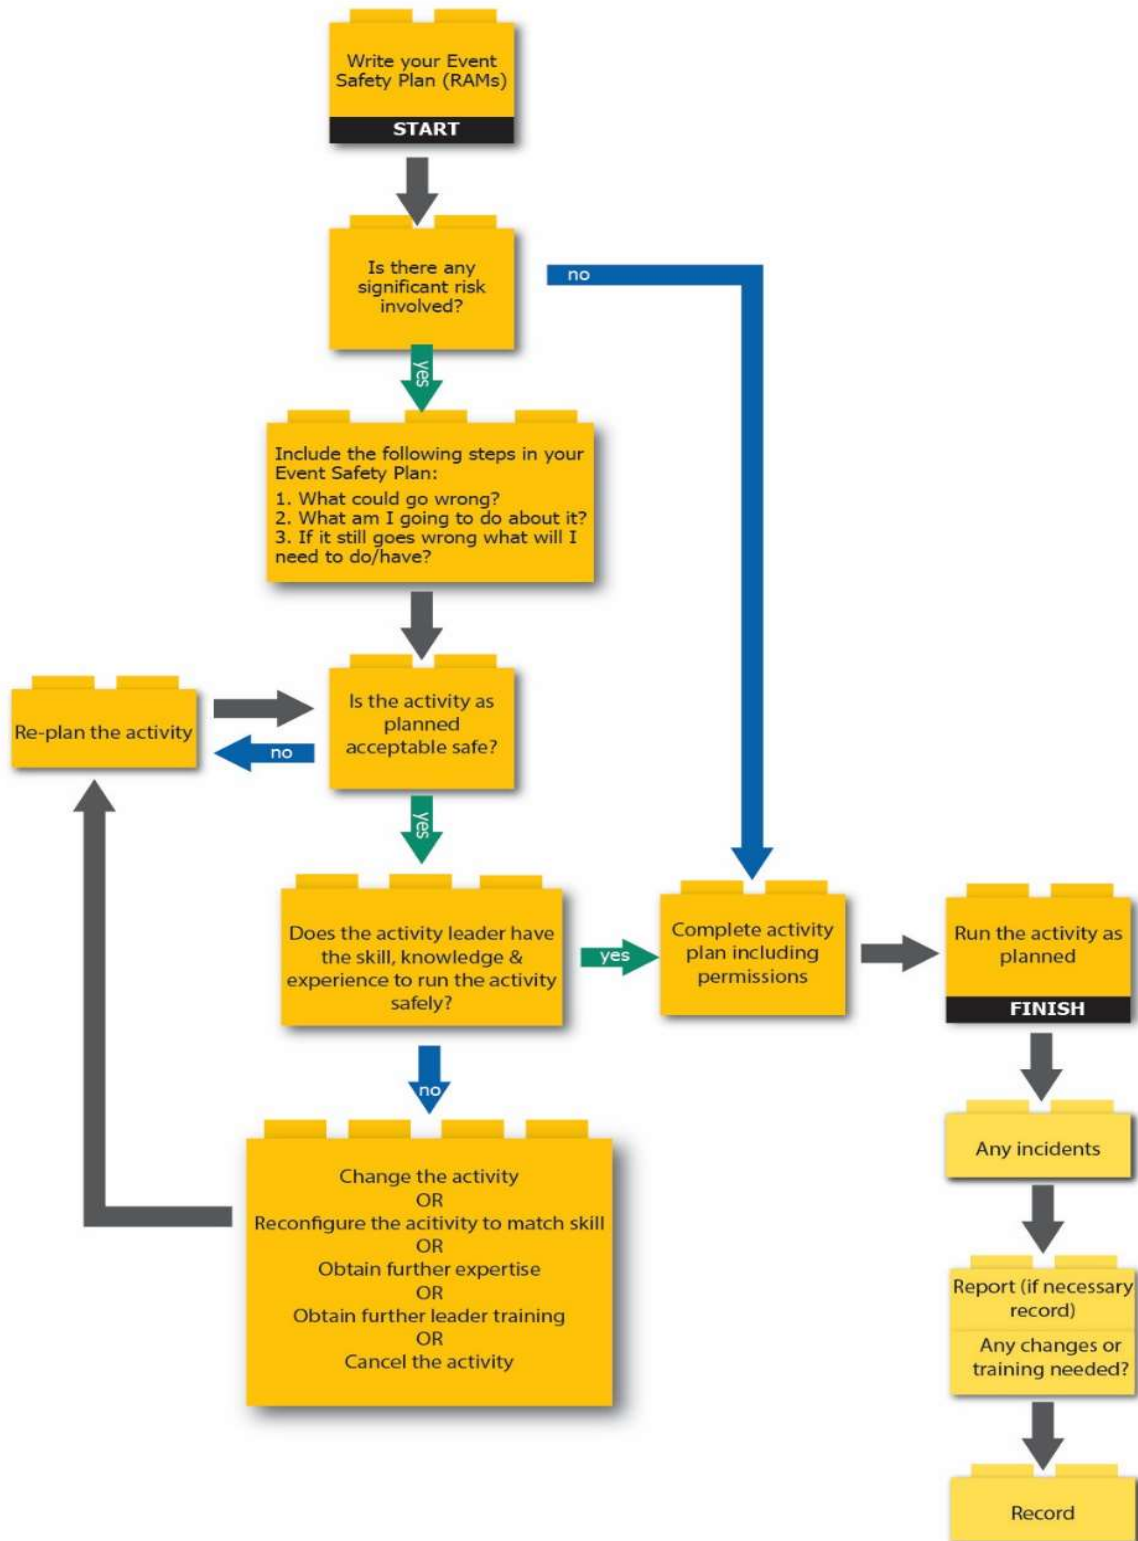 Write your Event
Safety Plan (RAMs)
START
Is there any
significant risk
involved?
no
yes
Include the following steps in your
Event Safety Plan:
1. What could go wrong?
2. What am I going to do about it?
3. If it still goes wrong what will I
need to do/have?
Re-plan the activity
Is the activity as
planned
acceptable safe?
no
yes
Does the activity leader have
the skill, knowledge &
experience to run the activity
safely?
yes
Complete activity
plan including
permissions
Run the activity as
planned
FINISH
no
Change the activity
OR
Reconfigure the acitivity to match skill
OR
Obtain further expertise
OR
Obtain further leader training
OR
Cancel the activity
Any incidents
Report (if necessary
record)
Any changes or
training needed?
Record